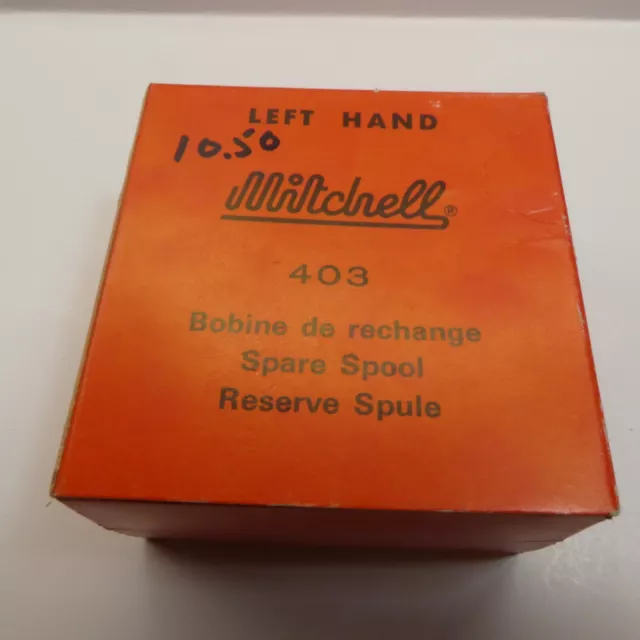 LEFT HAND
10.50
Mitchell®
403
Bobine de rechange
Spare Spool
Reserve Spule